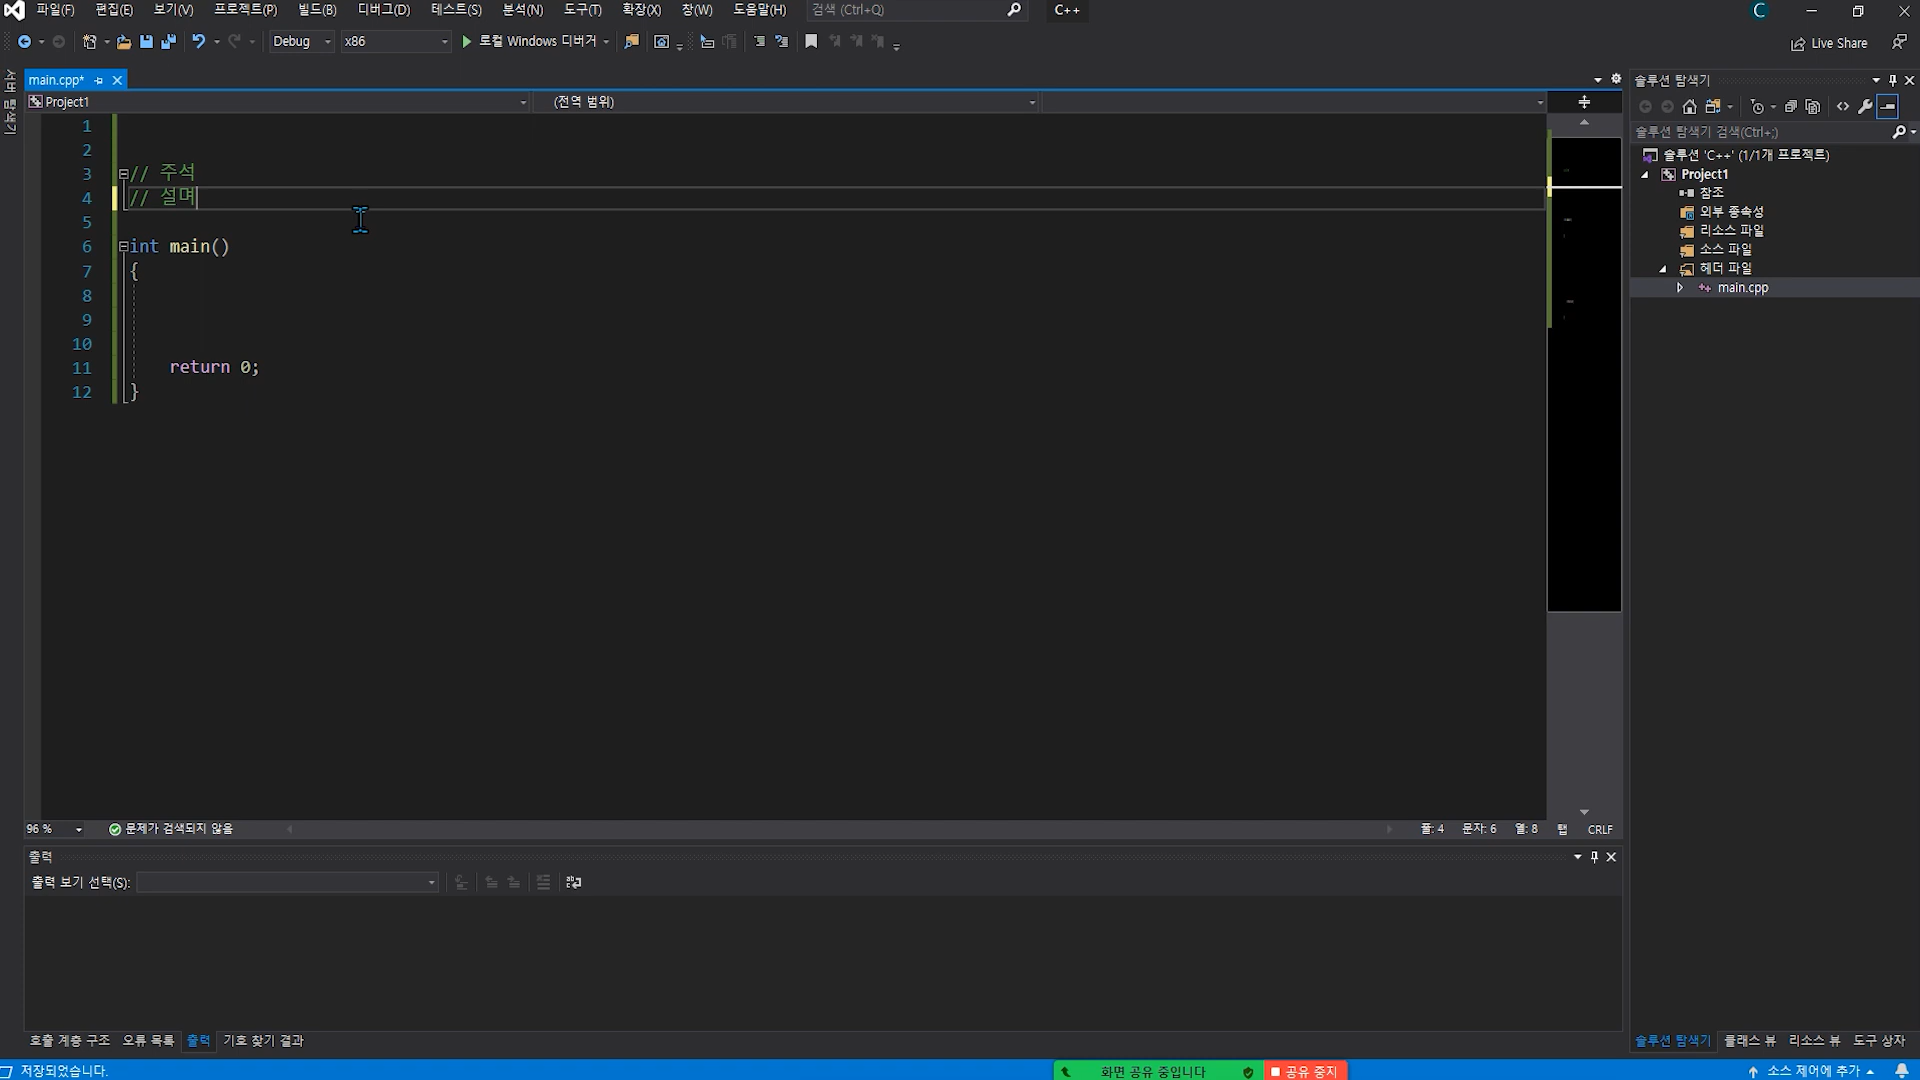 파일(F) 편집(E) 보기(V) 프로젝트(P) 빌드(B) 디버그(D) 테스트(S) 분석(N) 도구(T) 확장(X) 창(W) 도움말(H) 검색 (Ctrl+Q) C++
Debug x86 로컬 Windows 디버거 Live Share
서버 탐색기
main.cpp*
Project1 (전역 범위)
1
2
3 // 주석
4 // 설며
5
6 int main()
7 {
8
9
10
11 return 0;
12 }
96 % 문제가 검색되지 않음 줄: 4 문자: 6 열: 8 탭 CRLF
출력
출력 보기 선택(S):
호출 계층 구조 오류 목록 출력 기호 찾기 결과
솔루션 탐색기
솔루션 탐색기 검색(Ctrl+;)
솔루션 'C++' (1/1개 프로젝트)
Project1
참조
외부 종속성
리소스 파일
소스 파일
헤더 파일
main.cpp
솔루션 탐색기 클래스 뷰 리소스 뷰 도구 상자
저장되었습니다. 화면 공유 중입니다 공유 중지 소스 제어에 추가